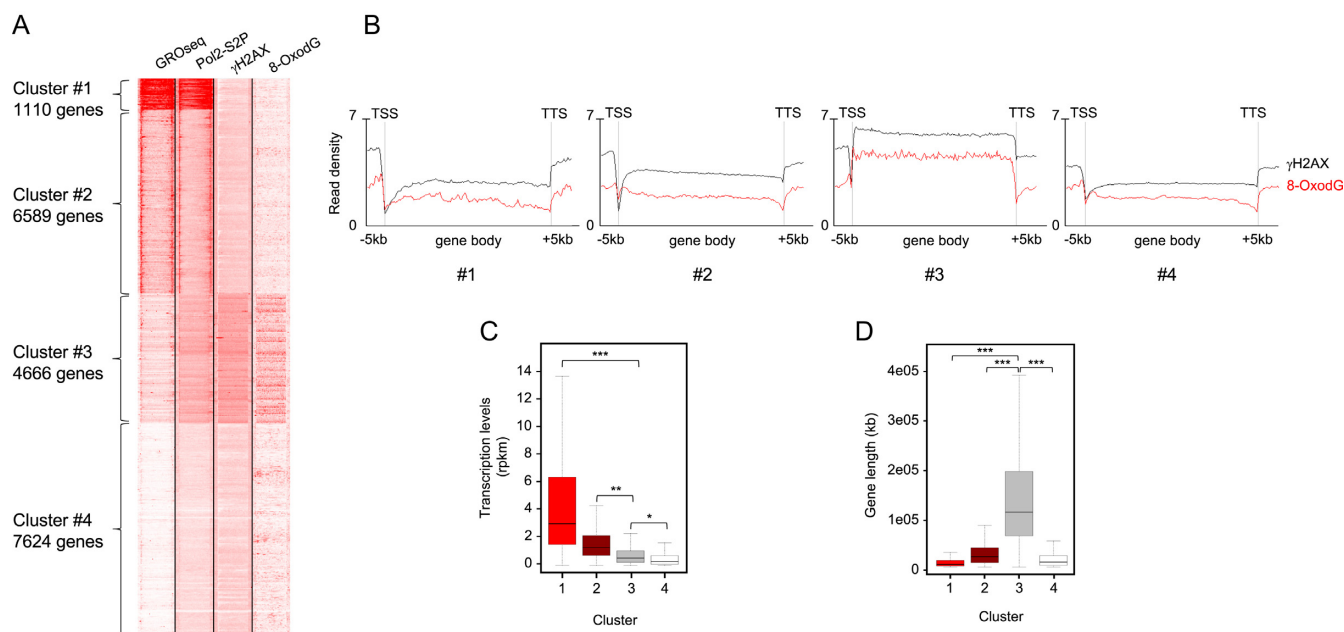 A
GROseq
Pol2-S2P
γH2AX
8-OxodG
Cluster #1
1110 genes
Cluster #2
6589 genes
Cluster #3
4666 genes
Cluster #4
7624 genes
B
7
TSS
TTS
Read density
0
-5kb
gene body
+5kb
#1
7
TSS
TTS
0
-5kb
gene body
+5kb
#2
7
TSS
TTS
0
-5kb
gene body
+5kb
#3
7
TSS
TTS
0
-5kb
gene body
+5kb
#4
γH2AX
8-OxodG
C
Transcription levels
(rpkm)
14
12
10
8
6
4
2
0
***
**
*
1 2 3 4
Cluster
D
Gene length (kb)
4e05
3e05
2e05
1e05
0
***
*** ***
1 2 3 4
Cluster